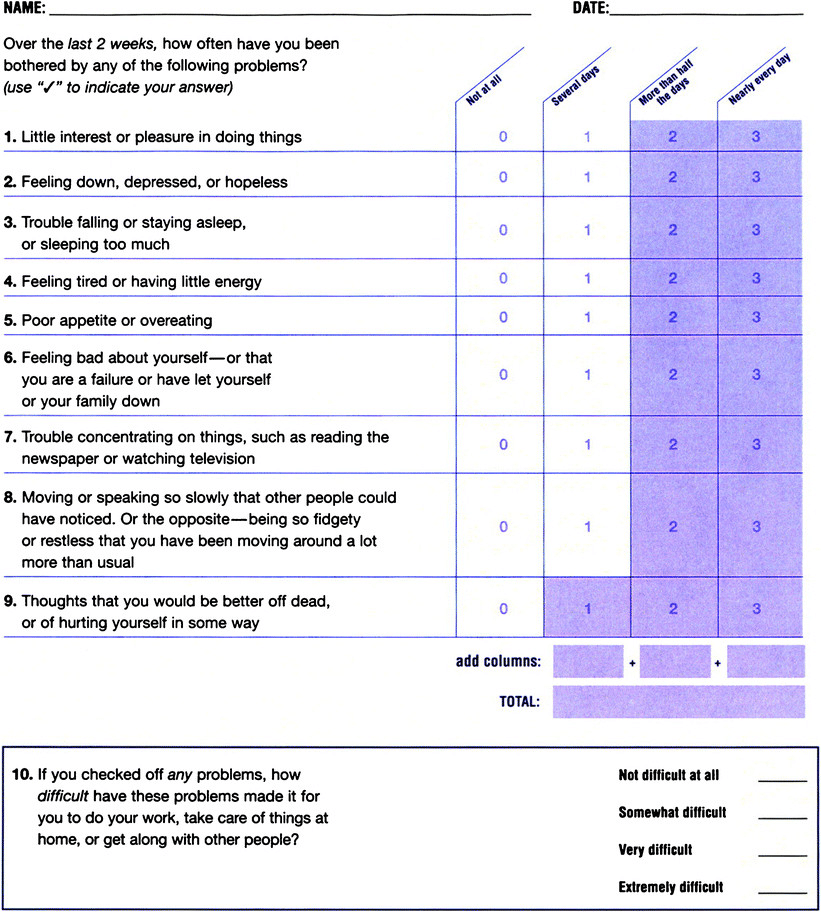 NAME: DATE:
Over the last 2 weeks, how often have you been
bothered by any of the following problems?
(use “✓” to indicate your answer)
Not at all
Several days
More than half
the days
Nearly every day
1. Little interest or pleasure in doing things 0 1 2 3
2. Feeling down, depressed, or hopeless 0 1 2 3
3. Trouble falling or staying asleep,
or sleeping too much 0 1 2 3
4. Feeling tired or having little energy 0 1 2 3
5. Poor appetite or overeating 0 1 2 3
6. Feeling bad about yourself—or that
you are a failure or have let yourself 0 1 2 3
or your family down
7. Trouble concentrating on things, such as reading the
newspaper or watching television 0 1 2 3
8. Moving or speaking so slowly that other people could
have noticed. Or the opposite—being so fidgety 0 1 2 3
or restless that you have been moving around a lot
more than usual
9. Thoughts that you would be better off dead,
or of hurting yourself in some way 0 1 2 3
add columns: + +
TOTAL:
10. If you checked off any problems, how
difficult have these problems made it for
you to do your work, take care of things at
home, or get along with other people?
Not difficult at all
Somewhat difficult
Very difficult
Extremely difficult